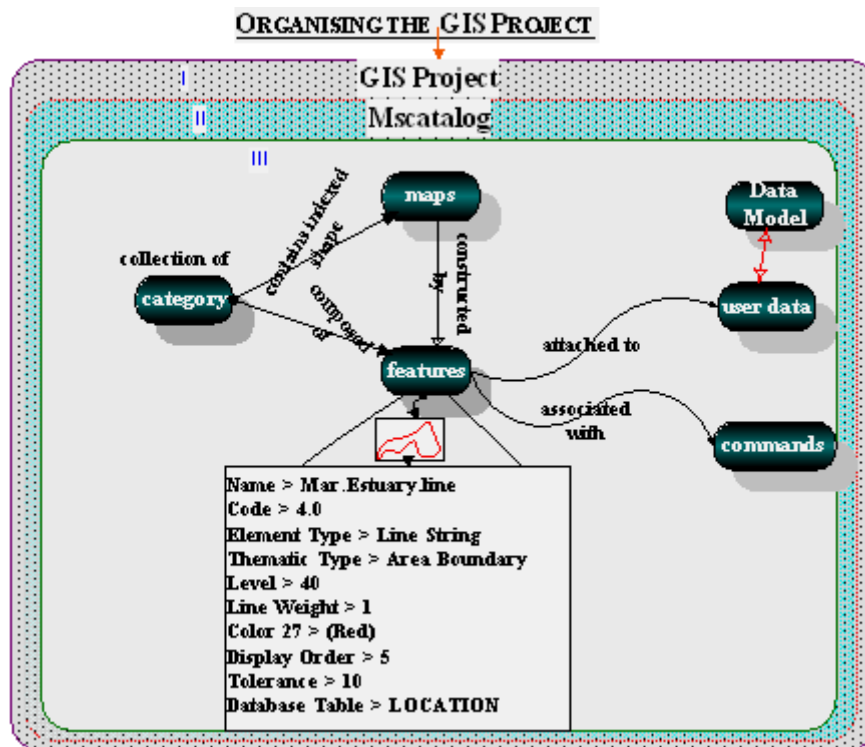 ORGANISING THE GIS PROJECT
I
GIS Project
II
Mscatalog
III
maps
Data
Model
contains indexed
shape
constructed
by
collection of
category
user data
composed
of
attached to
features
associated
with
commands
Name > Mar.Estuary.line
Code > 4.0
Element Type > Line String
Thematic Type > Area Boundary
Level > 40
Line Weight > 1
Color 27 > (Red)
Display Order > 5
Tolerance > 10
Database Table > LOCATION